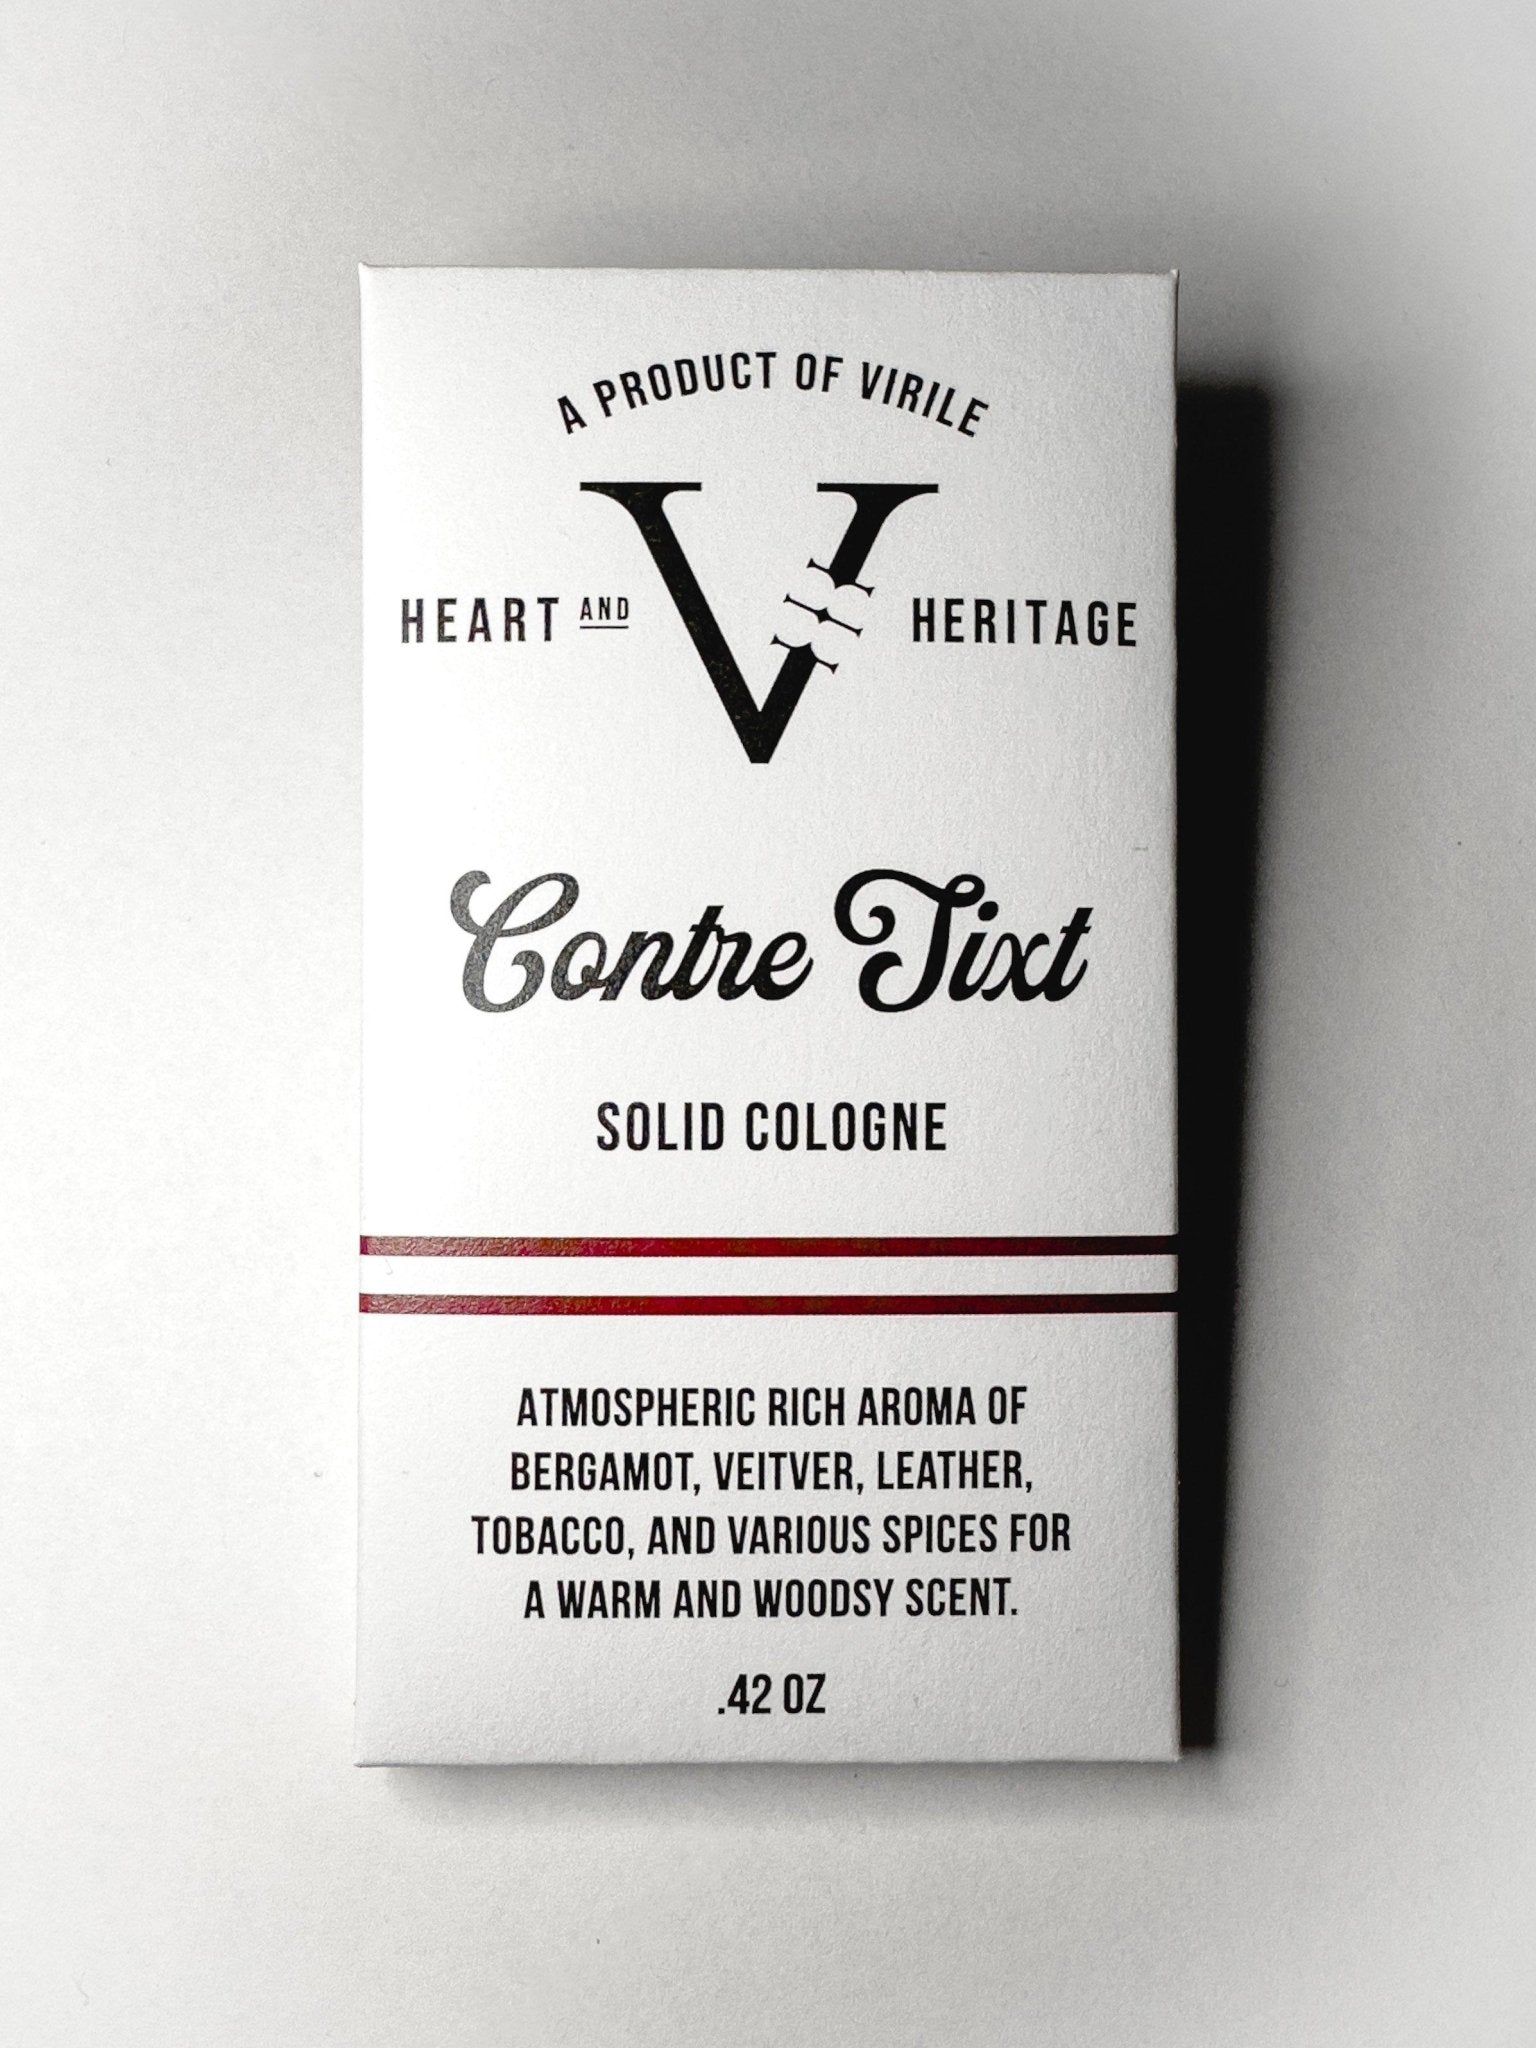 A PRODUCT OF VIRILE
V
HEART AND HERITAGE
Contre Tixt
SOLID COLOGNE
ATMOSPHERIC RICH AROMA OF
BERGAMOT, VEITVER, LEATHER,
TOBACCO, AND VARIOUS SPICES FOR
A WARM AND WOODSY SCENT.
.42 OZ